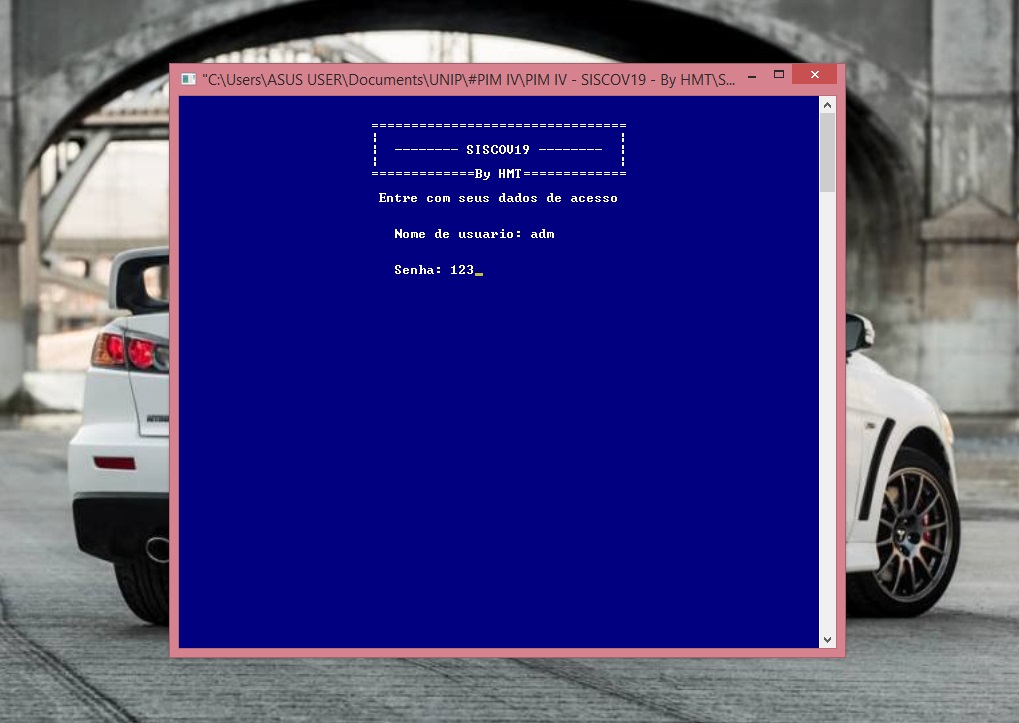 "C:\Users\ASUS USER\Documents\UNIP\#PIM IV\PIM IV - SISCOV19 - By HMT\S...
================================
-------- SISCOV19 --------
=============By HMT=============
Entre com seus dados de acesso
Nome de usuario: adm
Senha: 123_